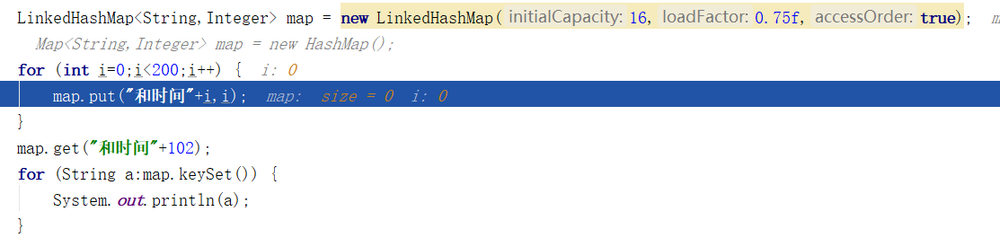 LinkedHashMap<String,Integer> map = new LinkedHashMap( initialCapacity: 16, loadFactor: 0.75f, accessOrder: true); m
Map<String,Integer> map = new HashMap();
for (int i=0;i<200;i++) { i: 0
map.put("和时间"+i,i); map: size = 0 i: 0
}
map.get("和时间"+102);
for (String a:map.keySet()) {
System.out.println(a);
}